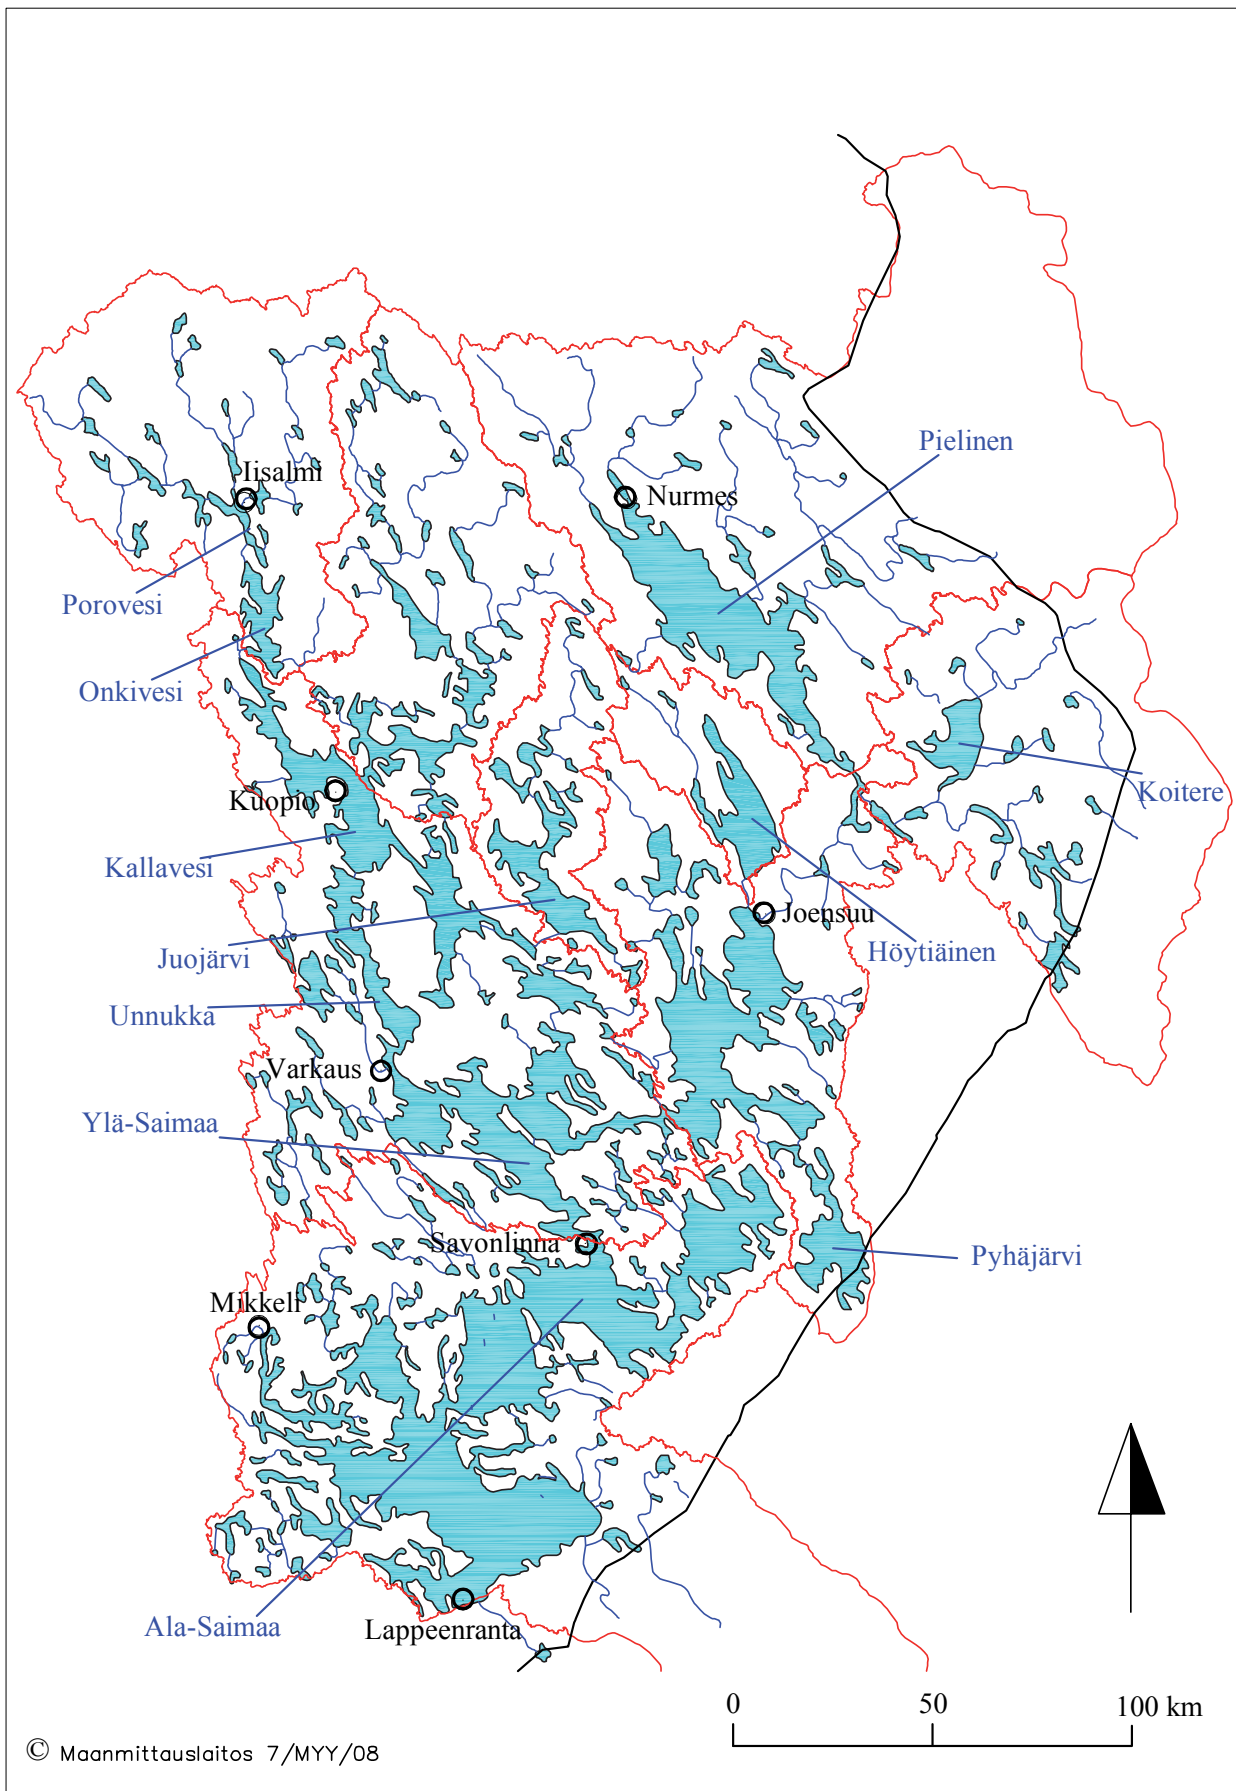 Pielinen
Iisalmi
Nurmes
Porovesi
Onkivesi
Koitere
Kuopio
Kallavesi
Joensuu
Höytiäinen
Juojärvi
Unnukka
Varkaus
Ylä-Saimaa
Savonlinna
Pyhäjärvi
Mikkeli
Ala-Saimaa
Lappeenranta
0 50 100 km
© Maanmittauslaitos 7/MYY/08